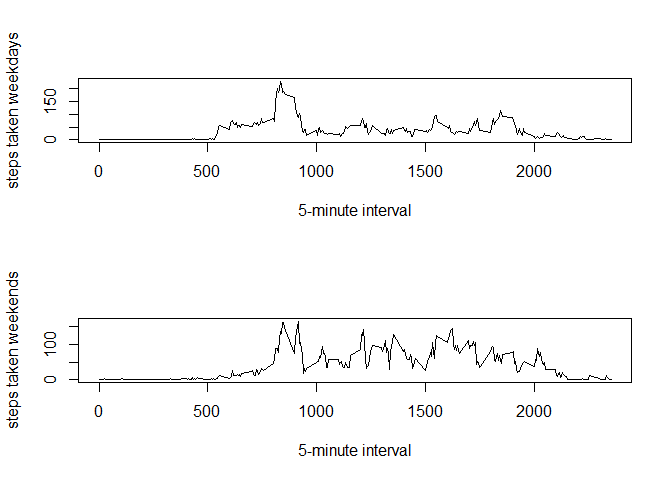 steps taken weekdays
150
0
0 500 1000 1500 2000
5-minute interval
steps taken weekends
100
0
0 500 1000 1500 2000
5-minute interval